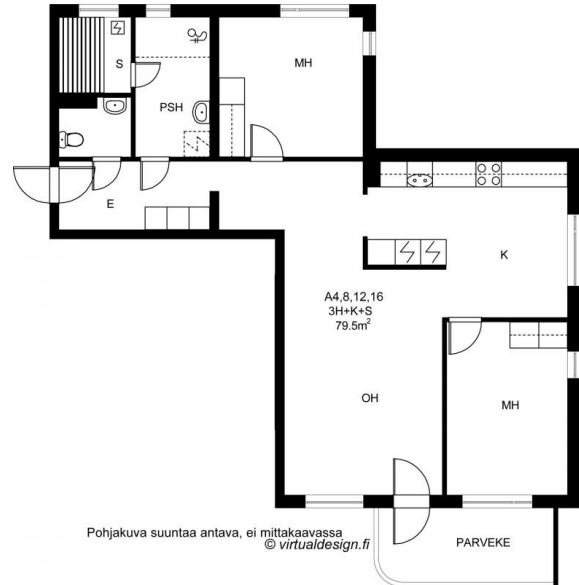 S
MH
PSH
E
K
A4,8,12,16
3H+K+S
79.5m²
OH
MH
Pohjakuva suuntaa antava, ei mittakaavassa
© virtualdesign.fi
PARVEKE